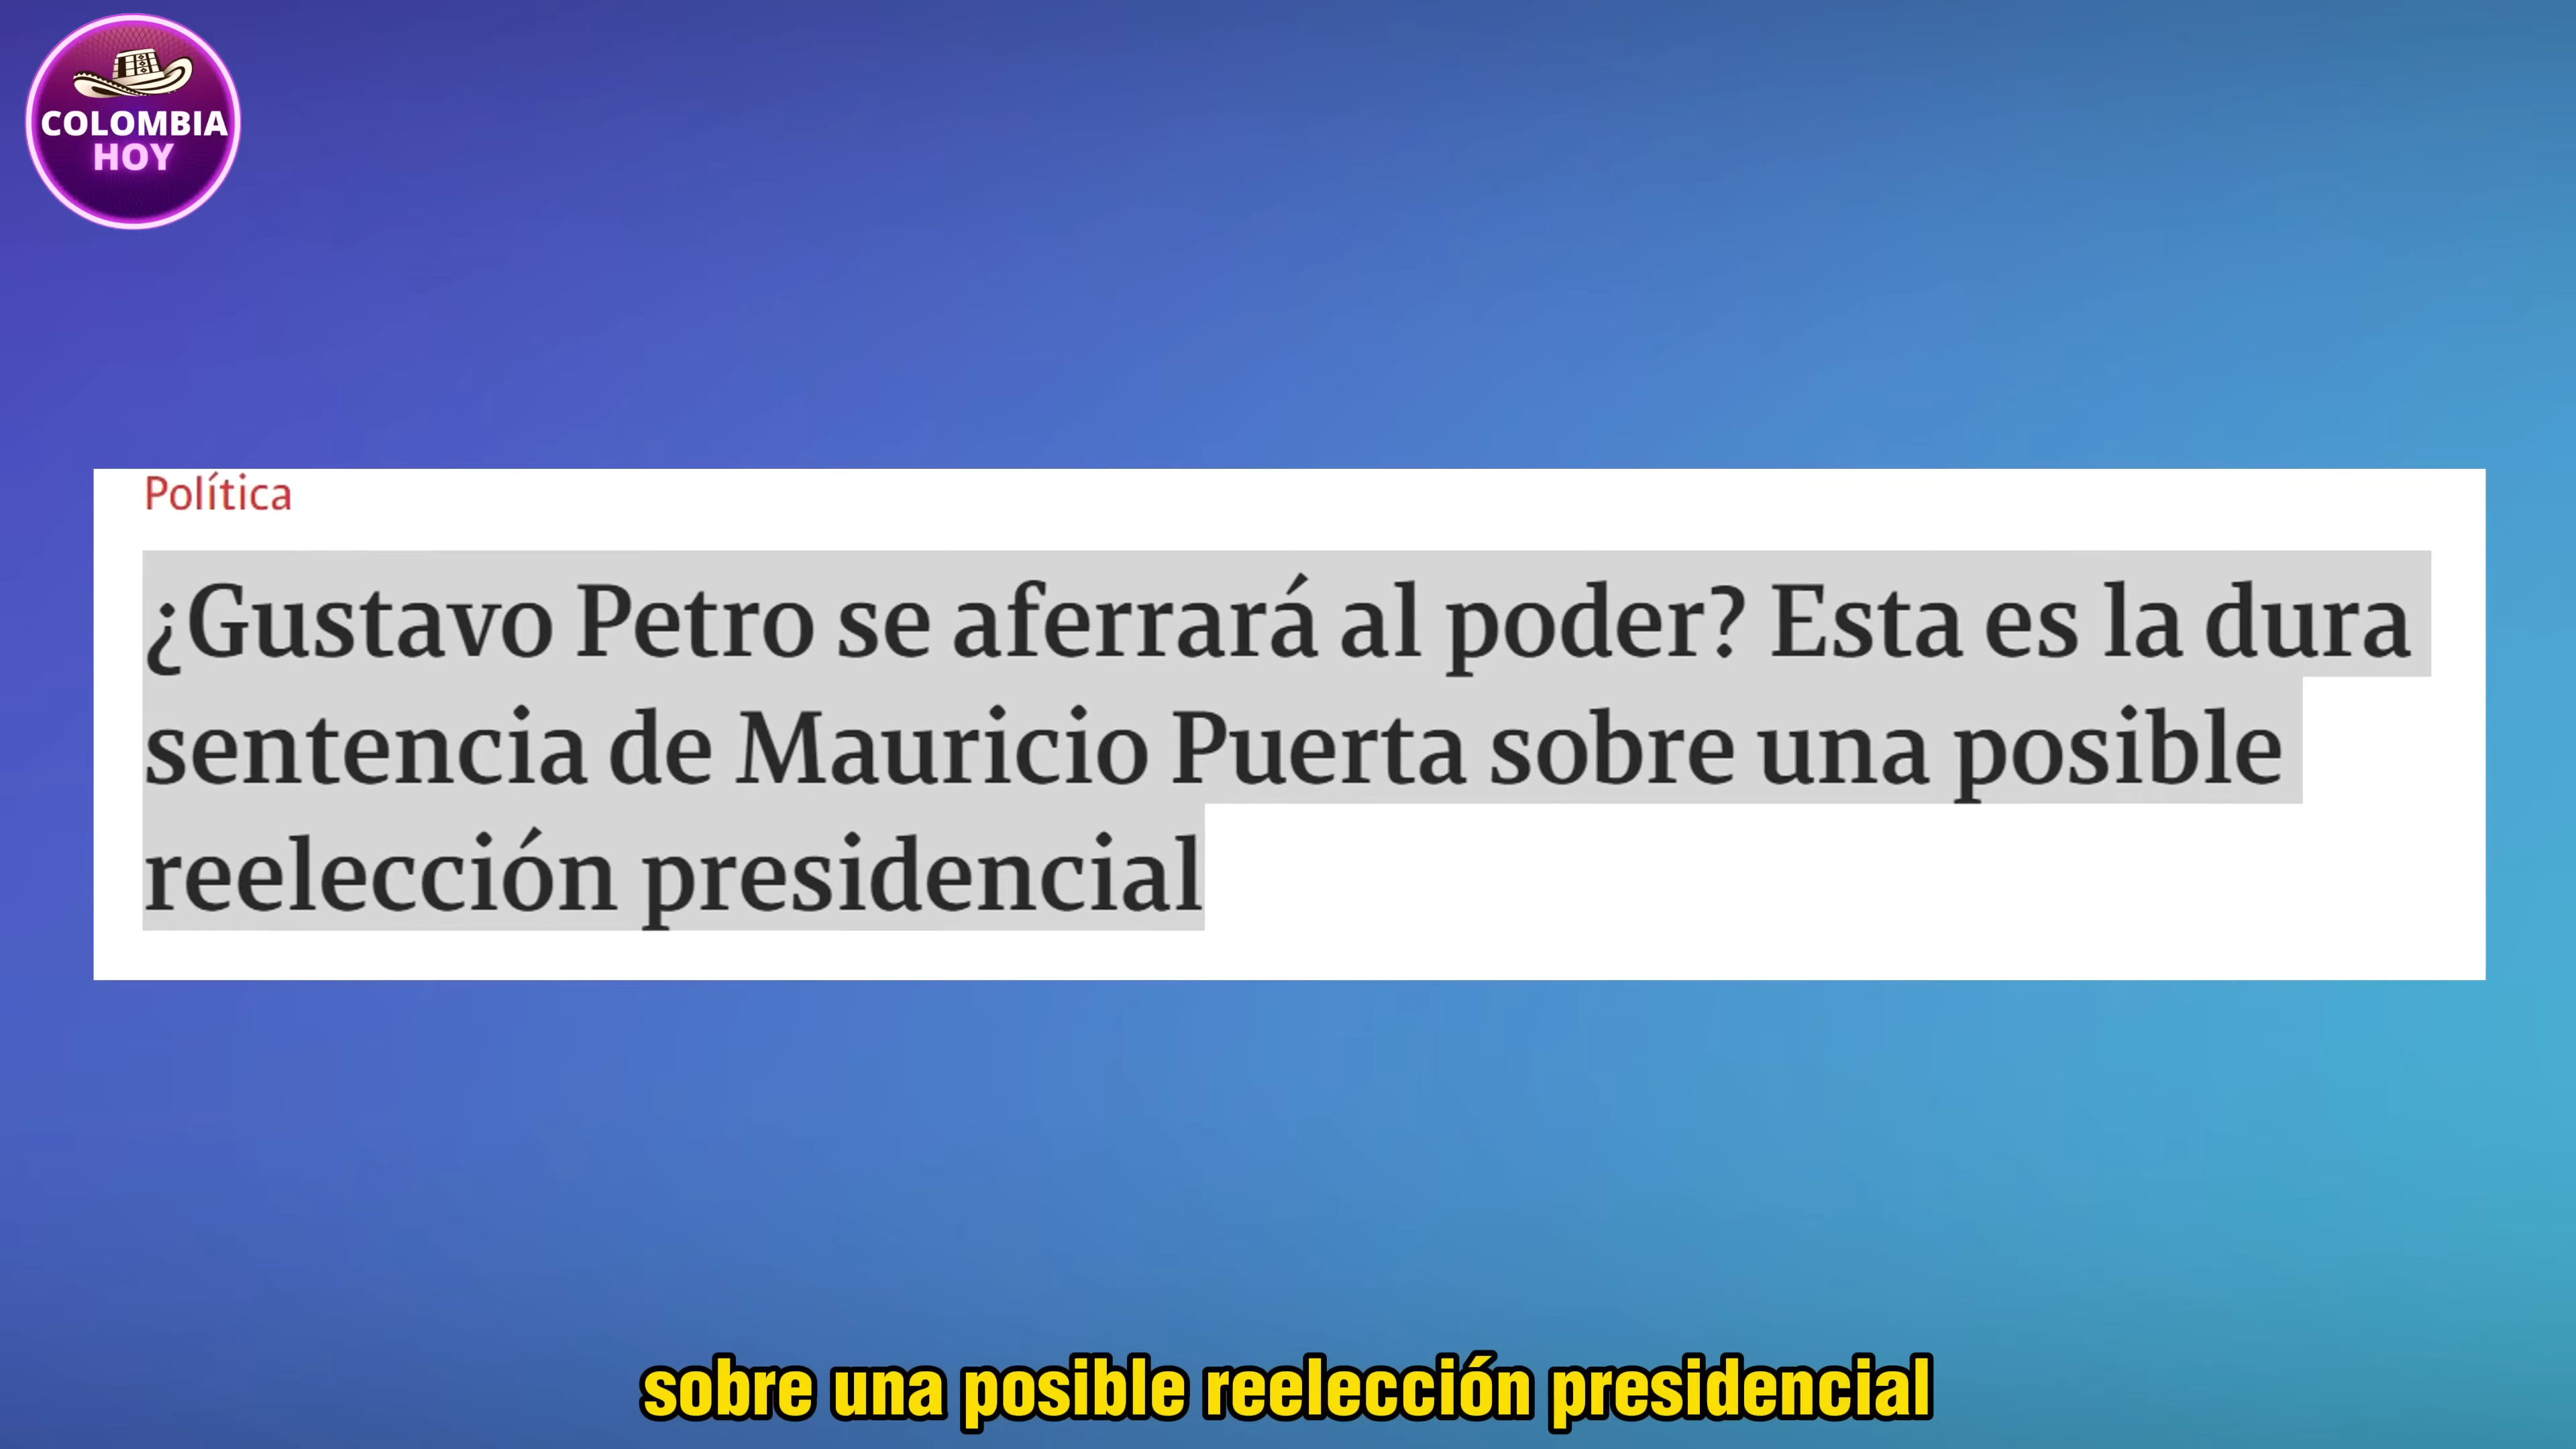 COLOMBIA
HOY
Política
¿Gustavo Petro se aferrará al poder? Esta es la dura
sentencia de Mauricio Puerta sobre una posible
reelección presidencial
sobre una posible reelección presidencial